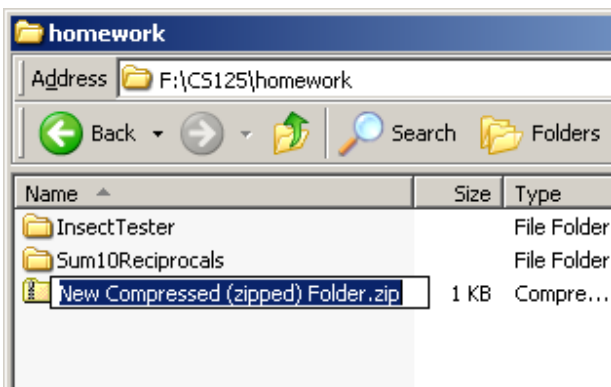 homework
Address F:\CS125\homework
Back Search Folders
Name Size Type
InsectTester File Folder
Sum10Reciprocals File Folder
New Compressed (zipped) Folder.zip 1 KB Compre...